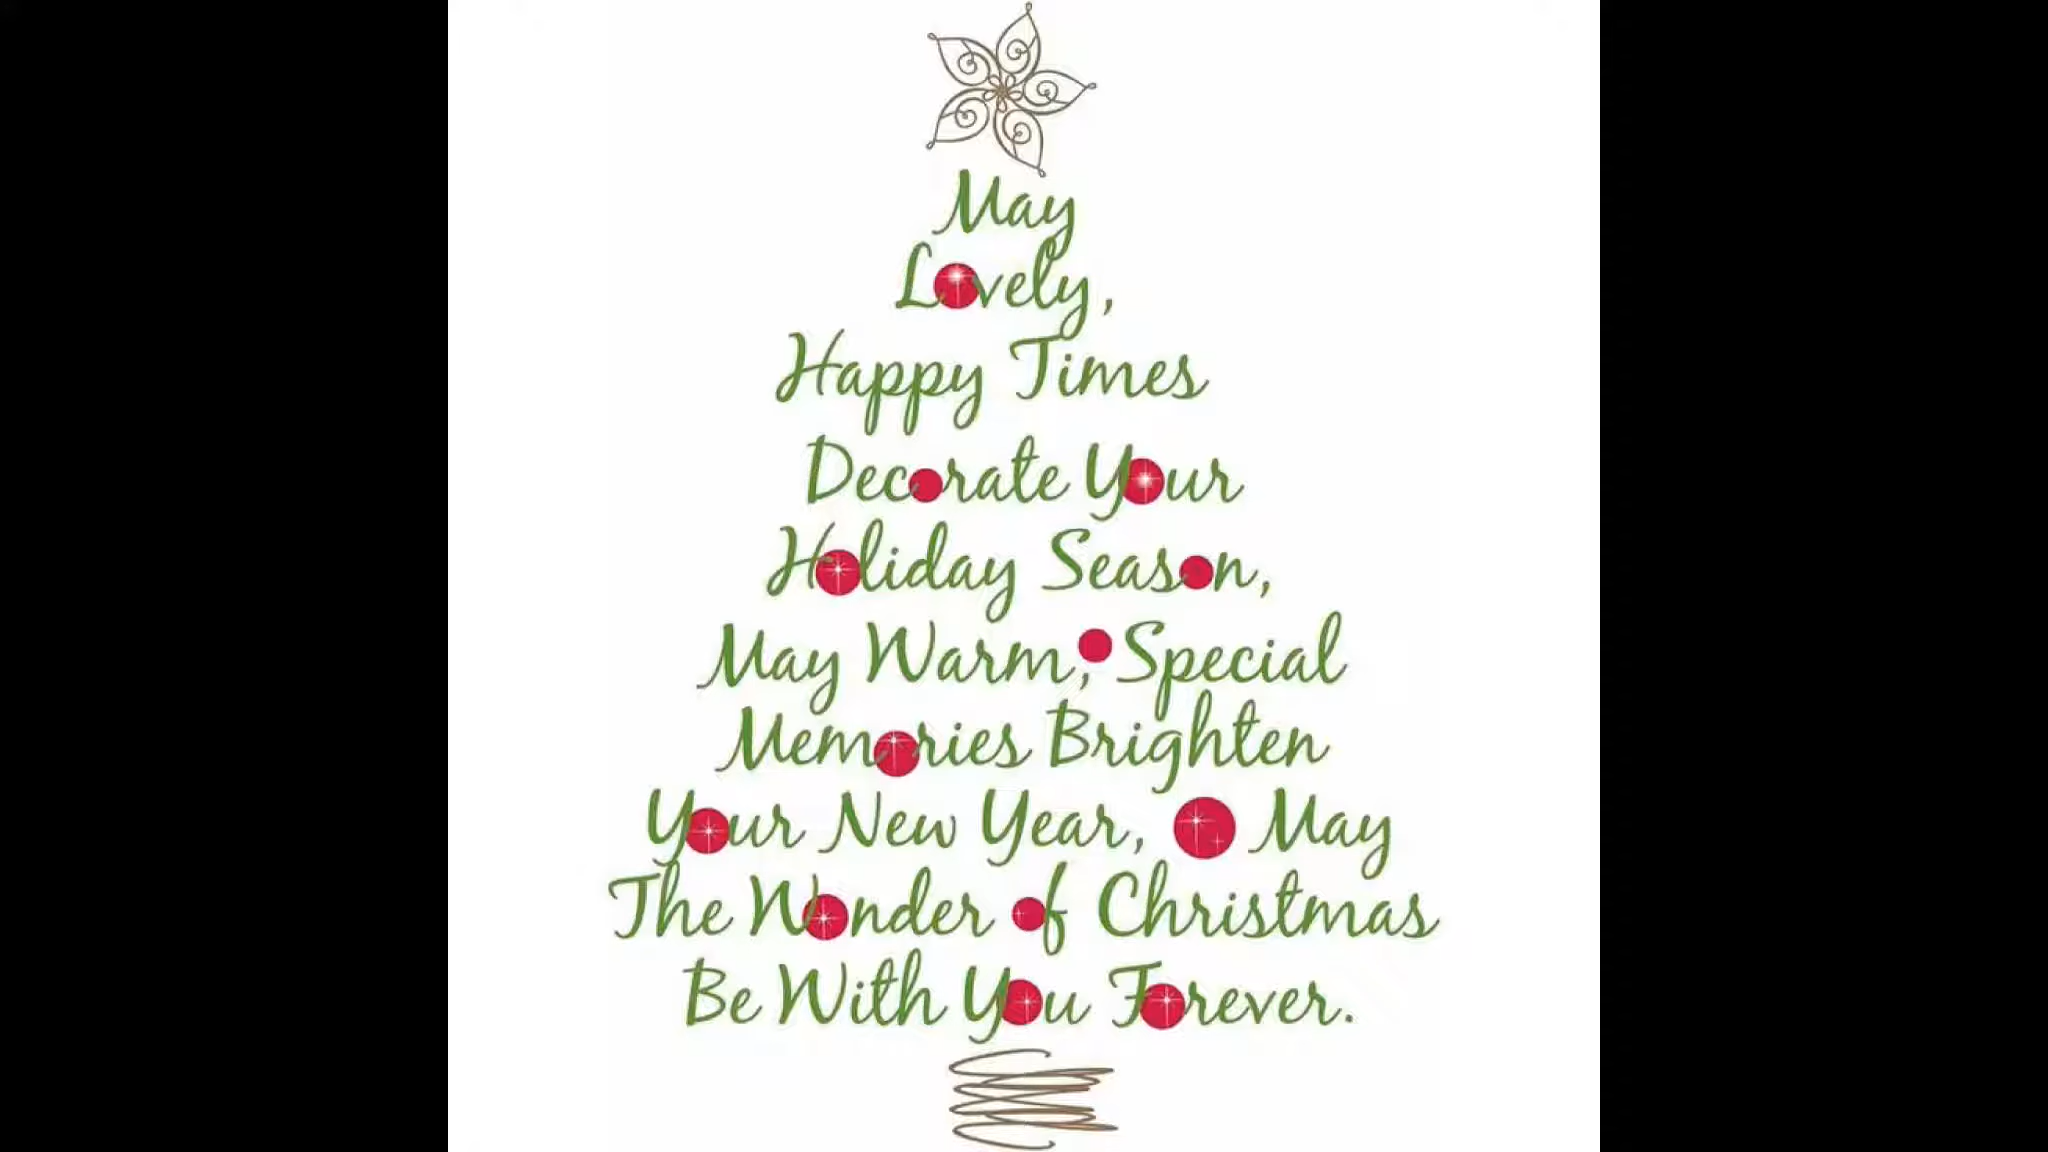 May
Lovely,
Happy Times
Decorate Your
Holiday Season,
May Warm, Special
Memories Brighten
Your New Year, May
The Wonder of Christmas
Be With You Forever.